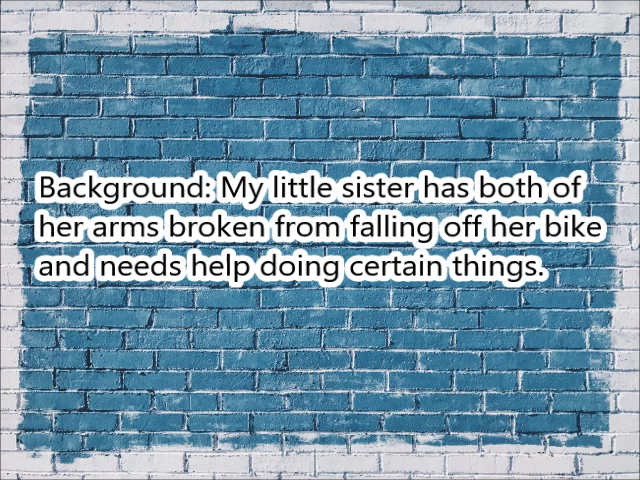 Background: My little sister has both of
her arms broken from falling off her bike
and needs help doing certain things.